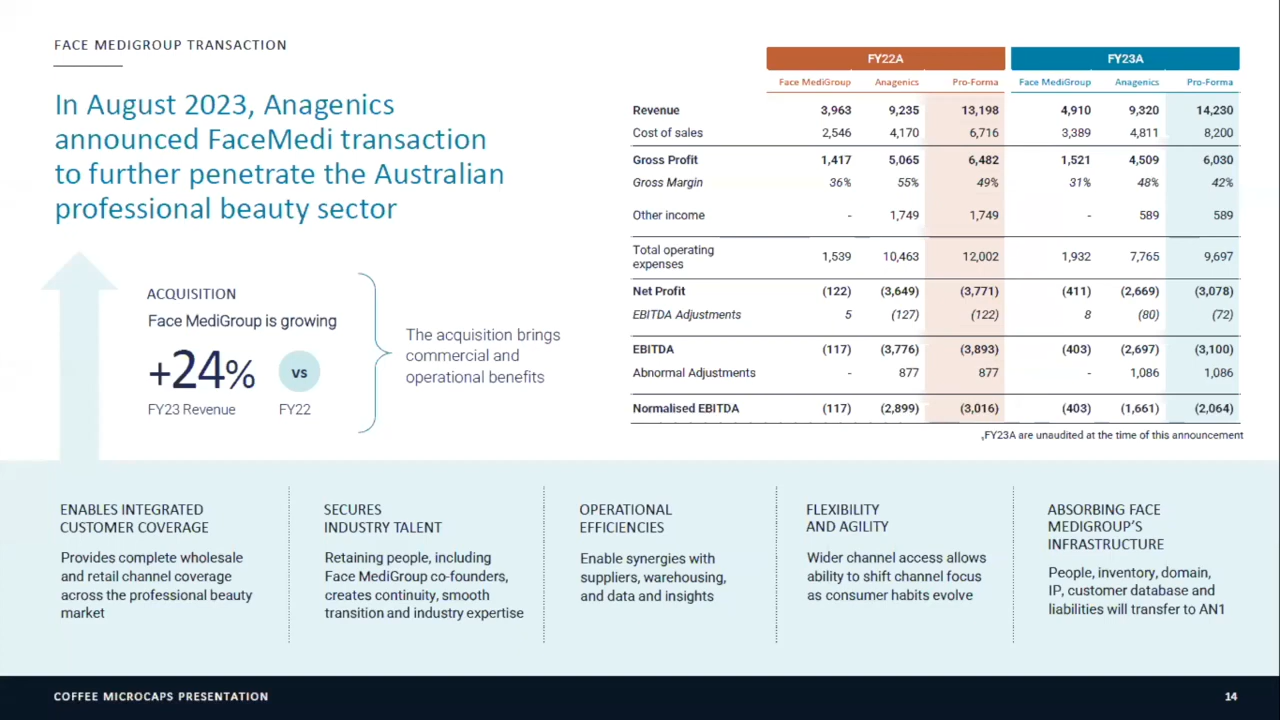 FACE MEDIGROUP TRANSACTION
In August 2023, Anagenics
announced FaceMedi transaction
to further penetrate the Australian
professional beauty sector
ACQUISITION
Face MediGroup is growing
+24% vs
FY23 Revenue FY22
The acquisition brings
commercial and
operational benefits
FY22A FY23A
Face MediGroup Anagenics Pro-Forma Face MediGroup Anagenics Pro-Forma
Revenue 3,963 9,235 13,198 4,910 9,320 14,230
Cost of sales 2,546 4,170 6,716 3,389 4,811 8,200
Gross Profit 1,417 5,065 6,482 1,521 4,509 6,030
Gross Margin 36% 55% 49% 31% 48% 42%
Other income - 1,749 1,749 - 589 589
Total operating
expenses 1,539 10,463 12,002 1,932 7,765 9,697
Net Profit (122) (3,649) (3,771) (411) (2,669) (3,078)
EBITDA Adjustments 5 (127) (122) 8 (80) (72)
EBITDA (117) (3,776) (3,893) (403) (2,697) (3,100)
Abnormal Adjustments - 877 877 - 1,086 1,086
Normalised EBITDA (117) (2,899) (3,016) (403) (1,661) (2,064)
,FY23A are unaudited at the time of this announcement
ENABLES INTEGRATED
CUSTOMER COVERAGE
Provides complete wholesale
and retail channel coverage
across the professional beauty
market
SECURES
INDUSTRY TALENT
Retaining people, including
Face MediGroup co-founders,
creates continuity, smooth
transition and industry expertise
OPERATIONAL
EFFICIENCIES
Enable synergies with
suppliers, warehousing,
and data and insights
FLEXIBILITY
AND AGILITY
Wider channel access allows
ability to shift channel focus
as consumer habits evolve
ABSORBING FACE
MEDIGROUP'S
INFRASTRUCTURE
People, inventory, domain,
IP, customer database and
liabilities will transfer to AN1
COFFEE MICROCAPS PRESENTATION
14